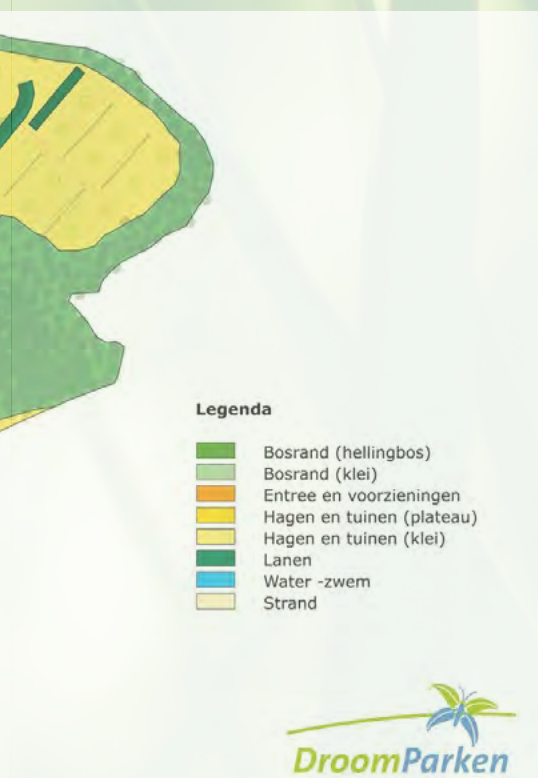 Legenda
Bosrand (hellingbos)
Bosrand (klei)
Entree en voorzieningen
Hagen en tuinen (plateau)
Hagen en tuinen (klei)
Lanen
Water -zwem
Strand
DroomParken